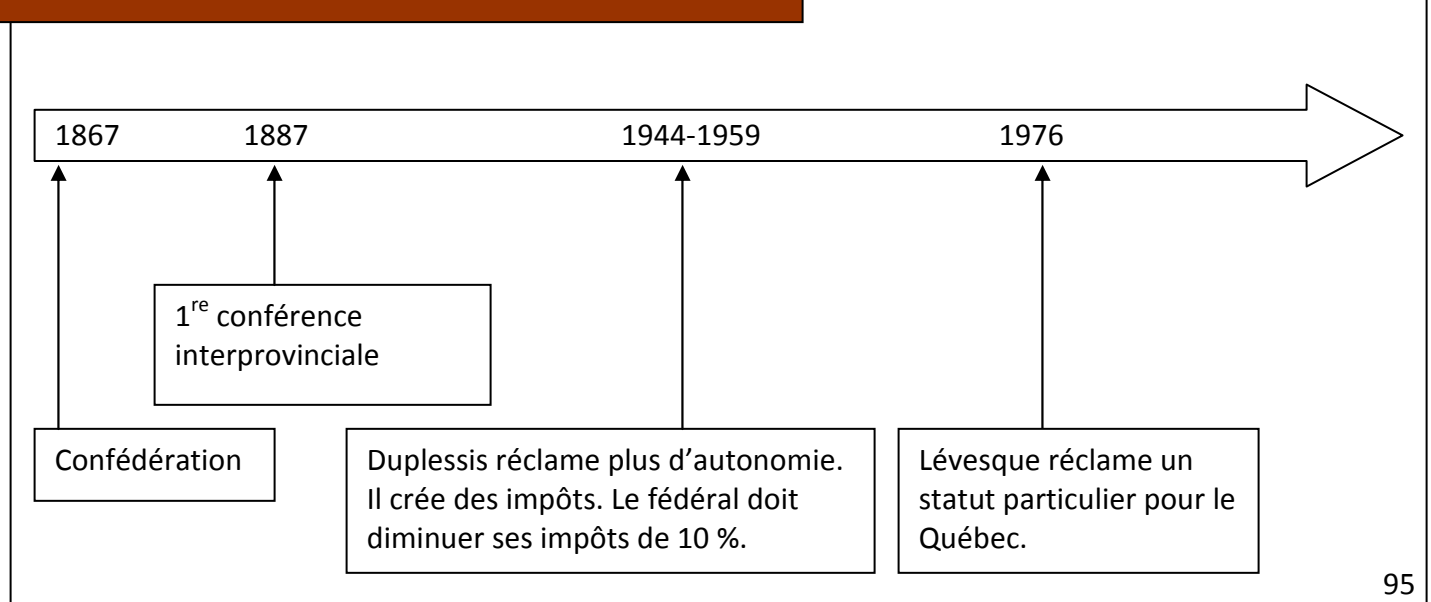 1867 1887 1944-1959 1976
1re conférence
interprovinciale
Confédération
Duplessis réclame plus d’autonomie.
Il crée des impôts. Le fédéral doit
diminuer ses impôts de 10 %.
Lévesque réclame un
statut particulier pour le
Québec.
95